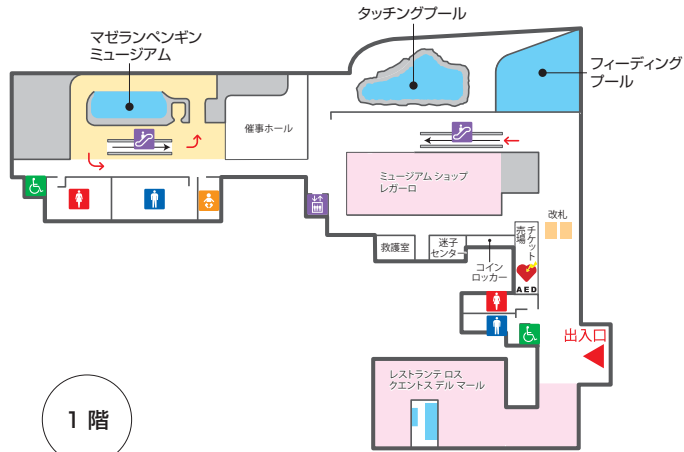 タッチングプール
マゼランペンギン
ミュージアム
フィーディング
プール
催事ホール
ミュージアム ショップ
レガーロ
改札
チケット
売場
救護室
迷子
センター
コイン
ロッカー
AED
出入口
レストランテ ロス
クエントス デル マール
1 階